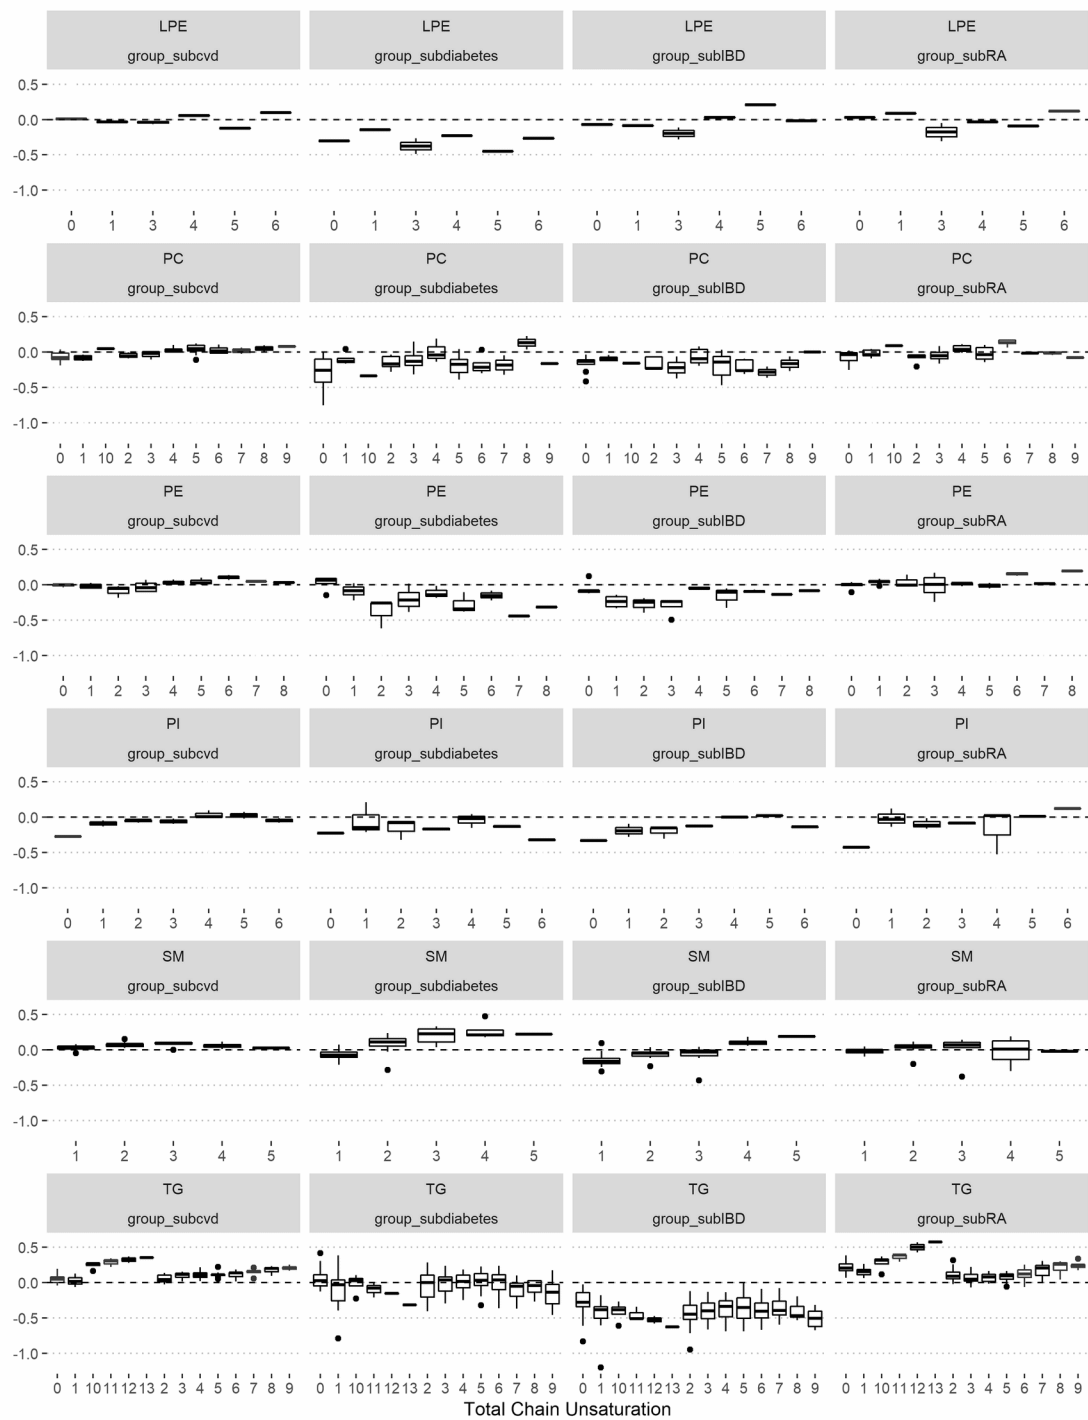 LPE LPE LPE LPE
group_subcvd group_subdiabetes group_subIBD group_subRA
0.5
0.0
-0.5
-1.0
0 1 3 4 5 6 0 1 3 4 5 6 0 1 3 4 5 6 0 1 3 4 5 6
PC PC PC PC
group_subcvd group_subdiabetes group_subIBD group_subRA
0.5
0.0
-0.5
-1.0
0 1 10 2 3 4 5 6 7 8 9 0 1 10 2 3 4 5 6 7 8 9 0 1 10 2 3 4 5 6 7 8 9 0 1 10 2 3 4 5 6 7 8 9
PE PE PE PE
group_subcvd group_subdiabetes group_subIBD group_subRA
0.5
0.0
-0.5
-1.0
0 1 2 3 4 5 6 7 8 0 1 2 3 4 5 6 7 8 0 1 2 3 4 5 6 7 8 0 1 2 3 4 5 6 7 8
PI PI PI PI
group_subcvd group_subdiabetes group_subIBD group_subRA
0.5
0.0
-0.5
-1.0
0 1 2 3 4 5 6 0 1 2 3 4 5 6 0 1 2 3 4 5 6 0 1 2 3 4 5 6
SM SM SM SM
group_subcvd group_subdiabetes group_subIBD group_subRA
0.5
0.0
-0.5
-1.0
1 2 3 4 5 1 2 3 4 5 1 2 3 4 5 1 2 3 4 5
TG TG TG TG
group_subcvd group_subdiabetes group_subIBD group_subRA
0.5
0.0
-0.5
-1.0
0 1 10 11 12 13 2 3 4 5 6 7 8 9 0 1 10 11 12 13 2 3 4 5 6 7 8 9 0 1 10 11 12 13 2 3 4 5 6 7 8 9 0 1 10 11 12 13 2 3 4 5 6 7 8 9
Total Chain Unsaturation